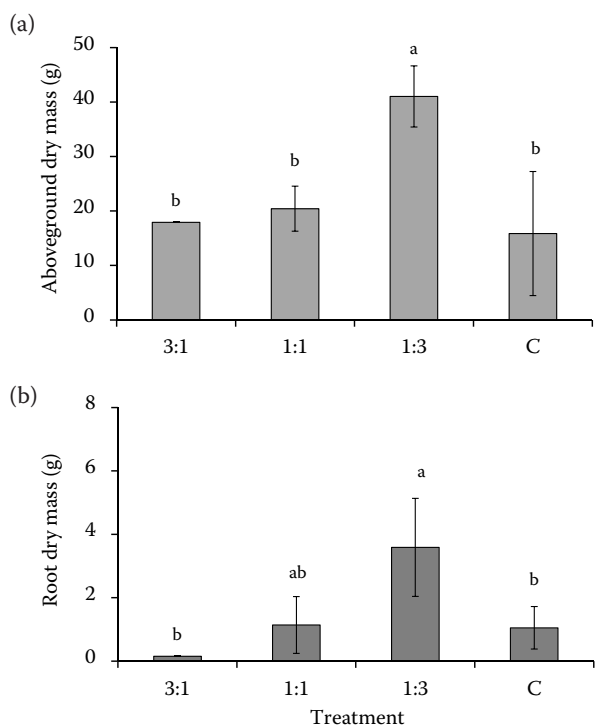 (a)
Aboveground dry mass (g)
50
40
30
20
10
0
b
b
a
b
3:1 1:1 1:3 C
(b)
Root dry mass (g)
8
6
4
2
0
b
ab
a
b
3:1 1:1 1:3 C
Treatment